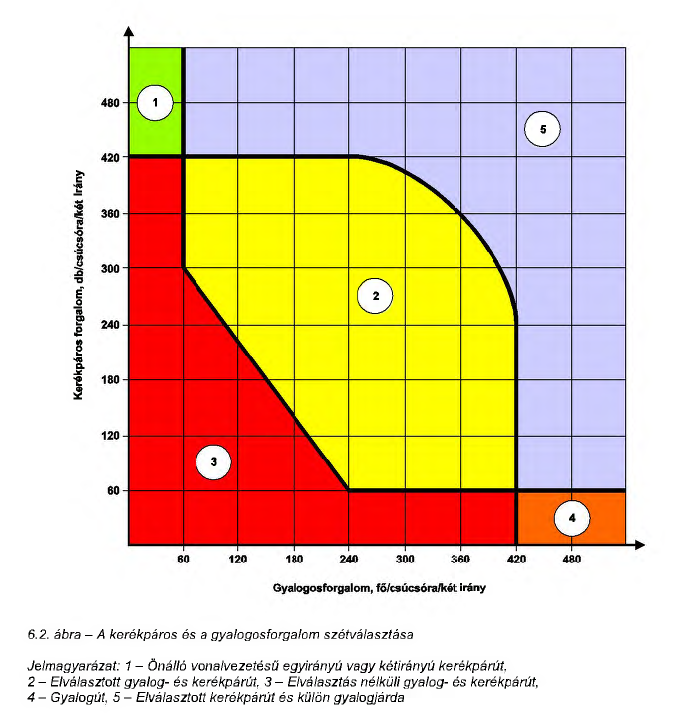 480
420
360
300
240
180
120
60
Kerékpáros forgalom, db/csúcsóra/két irány
1
5
2
3
4
60 120 180 240 300 360 420 480
Gyalogosforgalom, fő/csúcsóra/két irány
6.2. ábra – A kerékpáros és a gyalogosforgalom szétválasztása
Jelmagyarázat: 1 – Önálló vonalvezetésű egyirányú vagy kétirányú kerékpárút,
2 – Elválasztott gyalog- és kerékpárút, 3 – Elválasztás nélküli gyalog- és kerékpárút,
4 – Gyalogút, 5 – Elválasztott kerékpárút és külön gyalogjárda